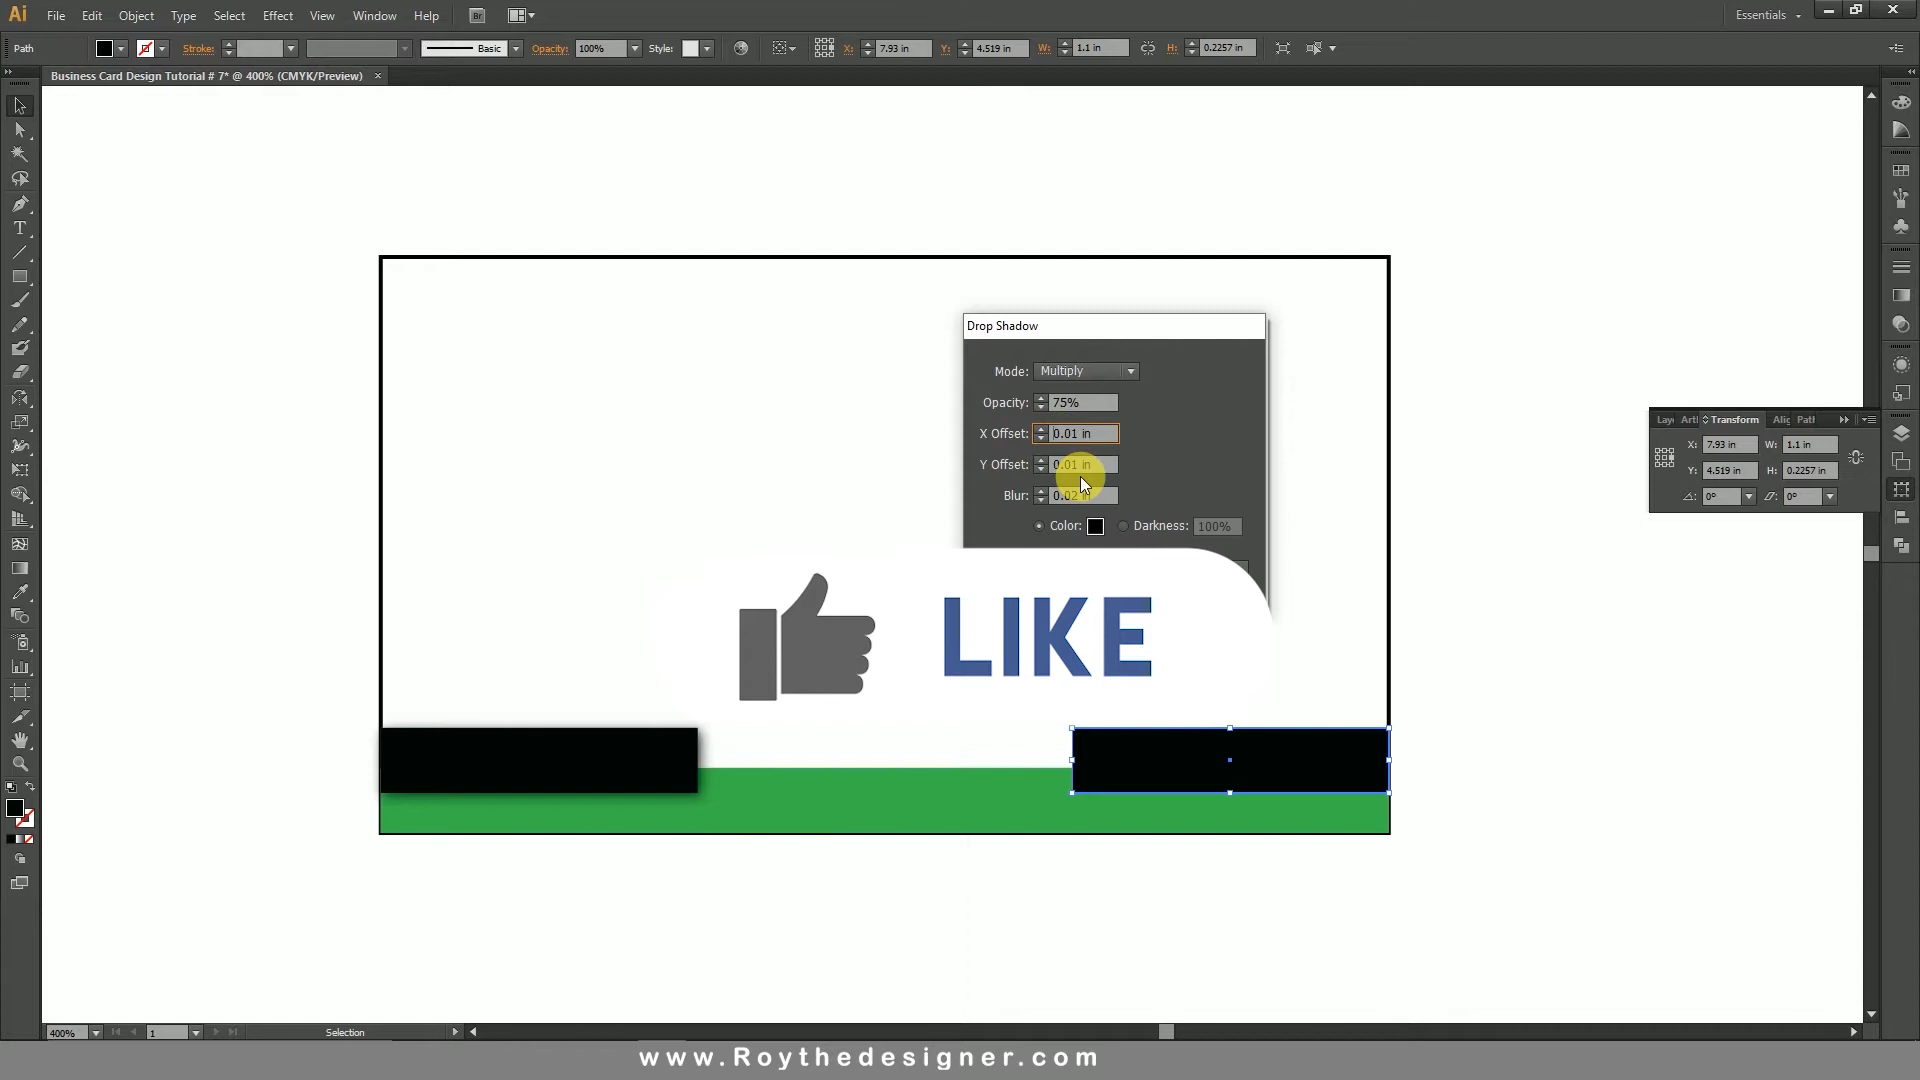 Ai File Edit Object Type Select Effect View Window Help Br Essentials
Path Stroke: Basic Opacity: 100% Style: X: 7.93 in Y: 4.519 in W: 1.1 in H: 0.2257 in
Business Card Design Tutorial # 7* @ 400% (CMYK/Preview)
Drop Shadow
Mode: Multiply
Opacity: 75%
X Offset: 0.01 in
Y Offset: 0.01 in
Blur: 0.02 in
Color: Darkness: 100%
Transform
X: 7.93 in W: 1.1 in
Y: 4.519 in H: 0.2257 in
0° 0°
LIKE
400% 1 Selection
www.Roythedesigner.com